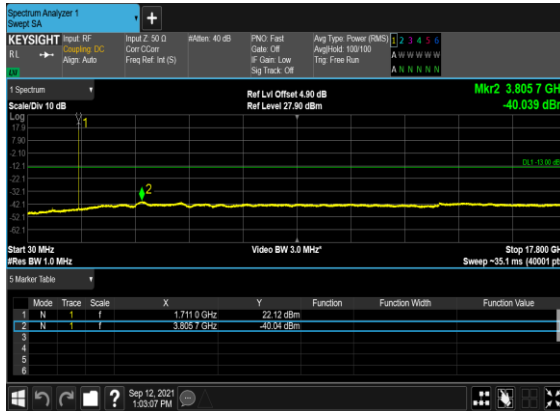 Spectrum Analyzer 1
Swept SA
+
KEYSIGHT Input: RF Input Z: 50 Ω #Atten: 40 dB PNO: Fast Avg Type: Power (RMS) 1 2 3 4 5 6
RL Coupling: DC Corr CCorr Gate: Off Avg|Hold: 100/100 A W W W W W
Align: Auto Freq Ref: Int (S) IF Gain: Low Trig: Free Run
LXI Sig Track: Off A N N N N N
1 Spectrum Ref Lvl Offset 4.90 dB Mkr2 3.805 7 GH
Scale/Div 10 dB Ref Level 27.90 dBm -40.039 dBr
Log
17.9
7.90
-2.10
-12.1 DL1 -13.00 dB
-22.1
-32.1
-42.1
-52.1
-62.1
1
2
Start 30 MHz Video BW 3.0 MHz* Stop 17.800 GH
#Res BW 1.0 MHz Sweep ~35.1 ms (40001 pt
5 Marker Table
Mode Trace Scale X Y Function Function Width Function Value
1 N 1 f 1.711 0 GHz 22.12 dBm
2 N 1 f 3.805 7 GHz -40.04 dBm
3
4
5
6
? Sep 12, 2021
1:03:07 PM